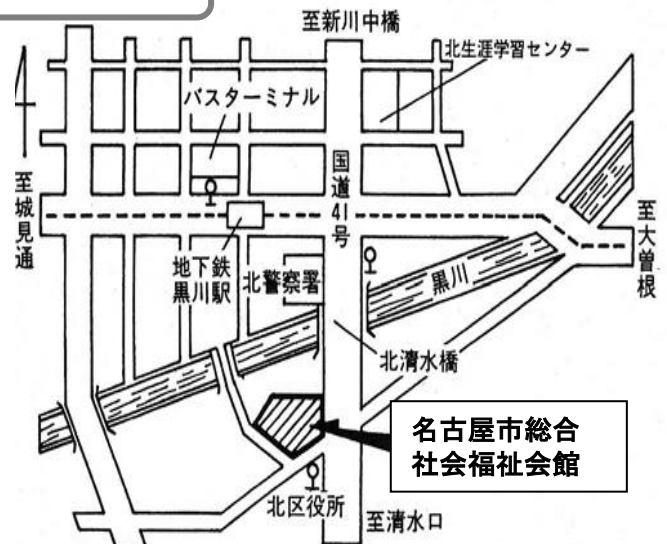 至新川中橋
北生涯学習センター
バスターミナル
国道41号
至城見通
至大曽根
地下鉄
黒川駅
北警察署
黒川
北清水橋
名古屋市総合
社会福祉会館
北区役所
至清水口